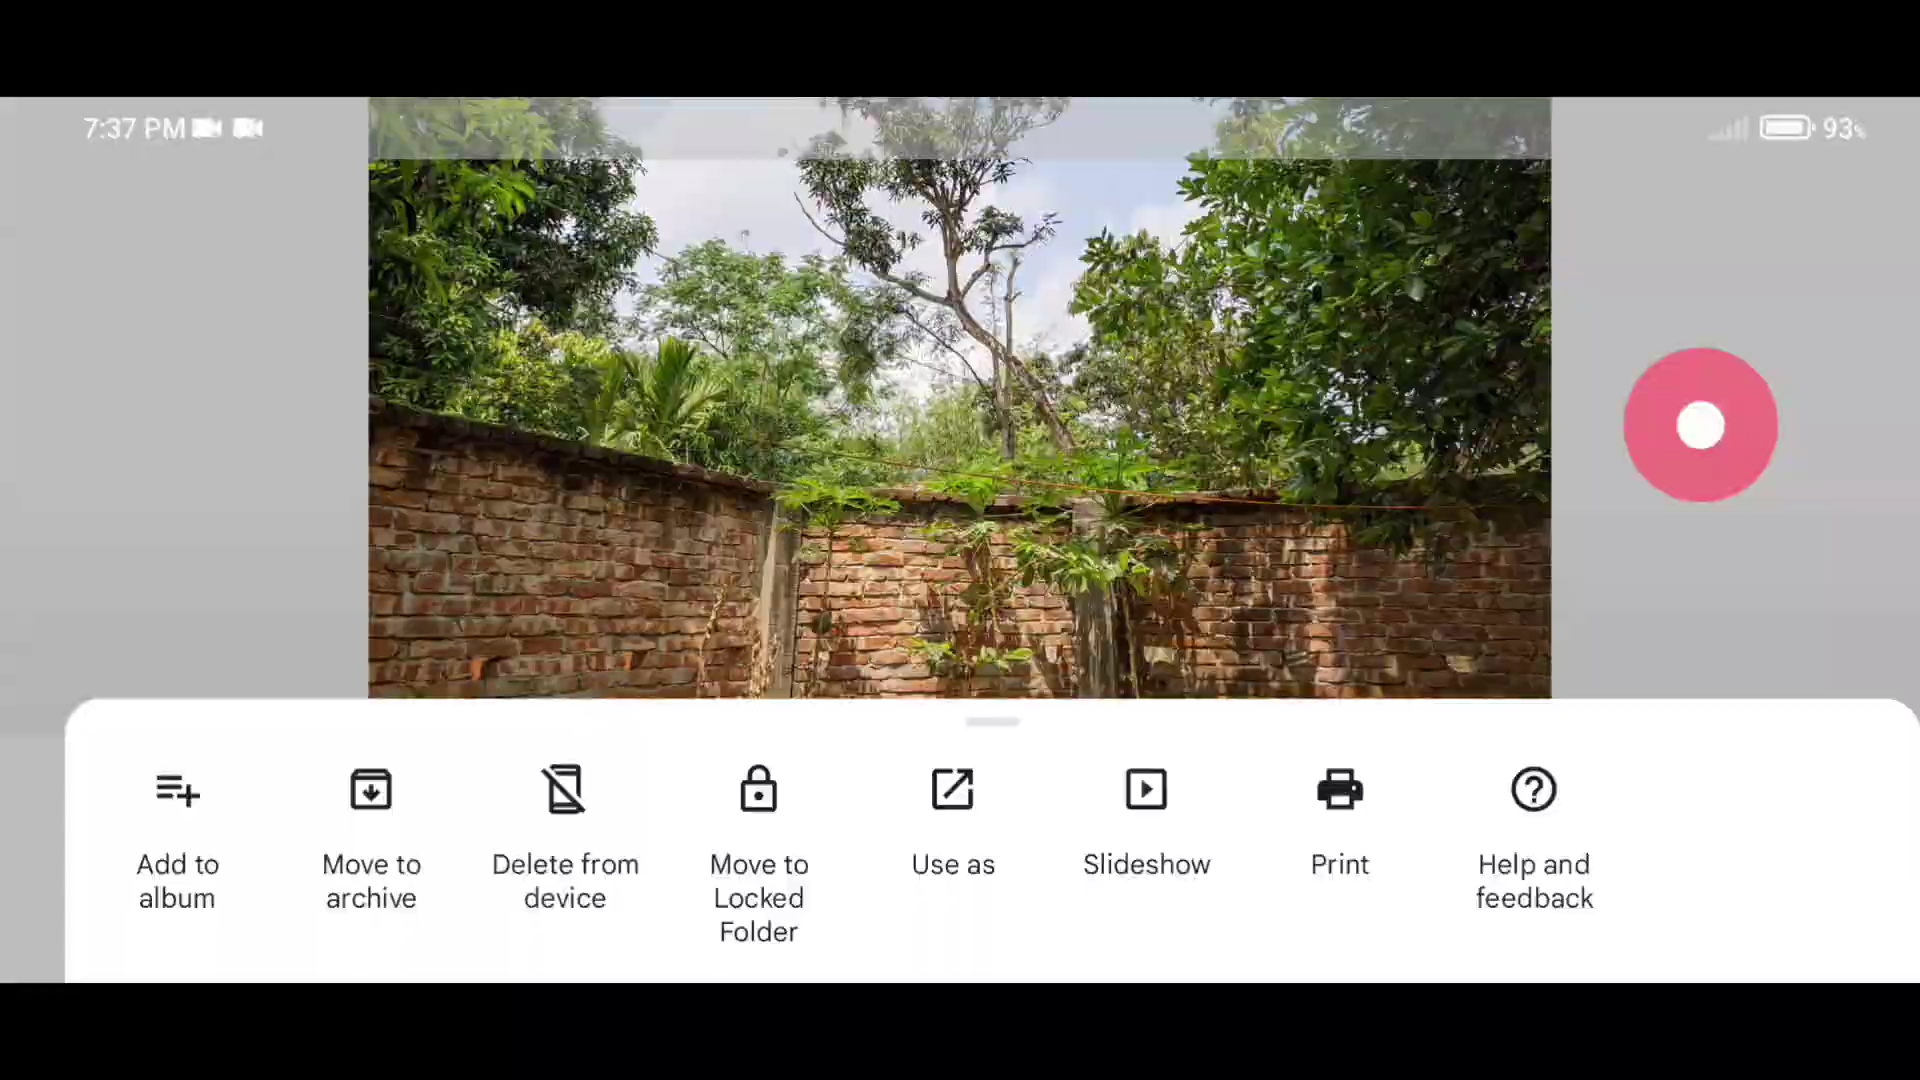 7:37 PM
93%
Add to
album
Move to
archive
Delete from
device
Move to
Locked
Folder
Use as
Slideshow
Print
Help and
feedback